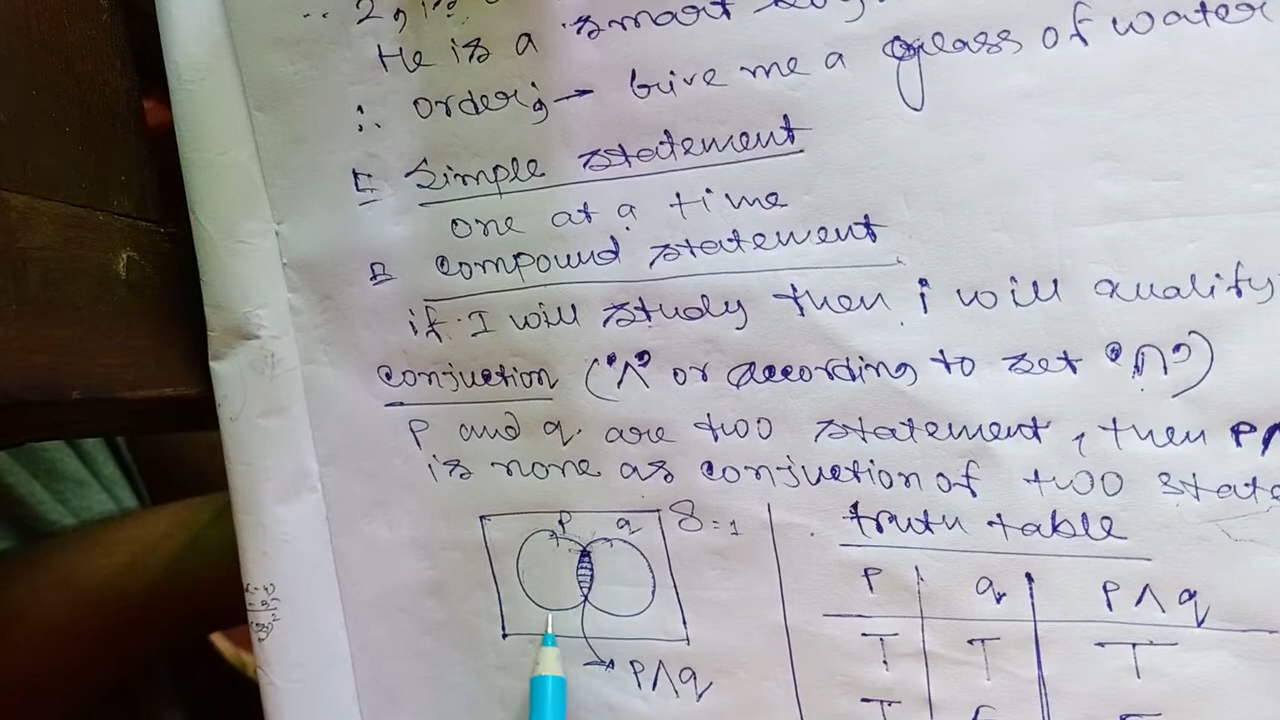 He is a smart
∴ order → Give me a glass of water
Simple statement
one at a time
compound statement
if I will study then i will qualify
conjuction ("∧" or according to set "∩")
P and q are two statement, then P∧
is none as conjuction of two state
P q S=1
P∧q
truth table
P q P∧q
T T T
T F F